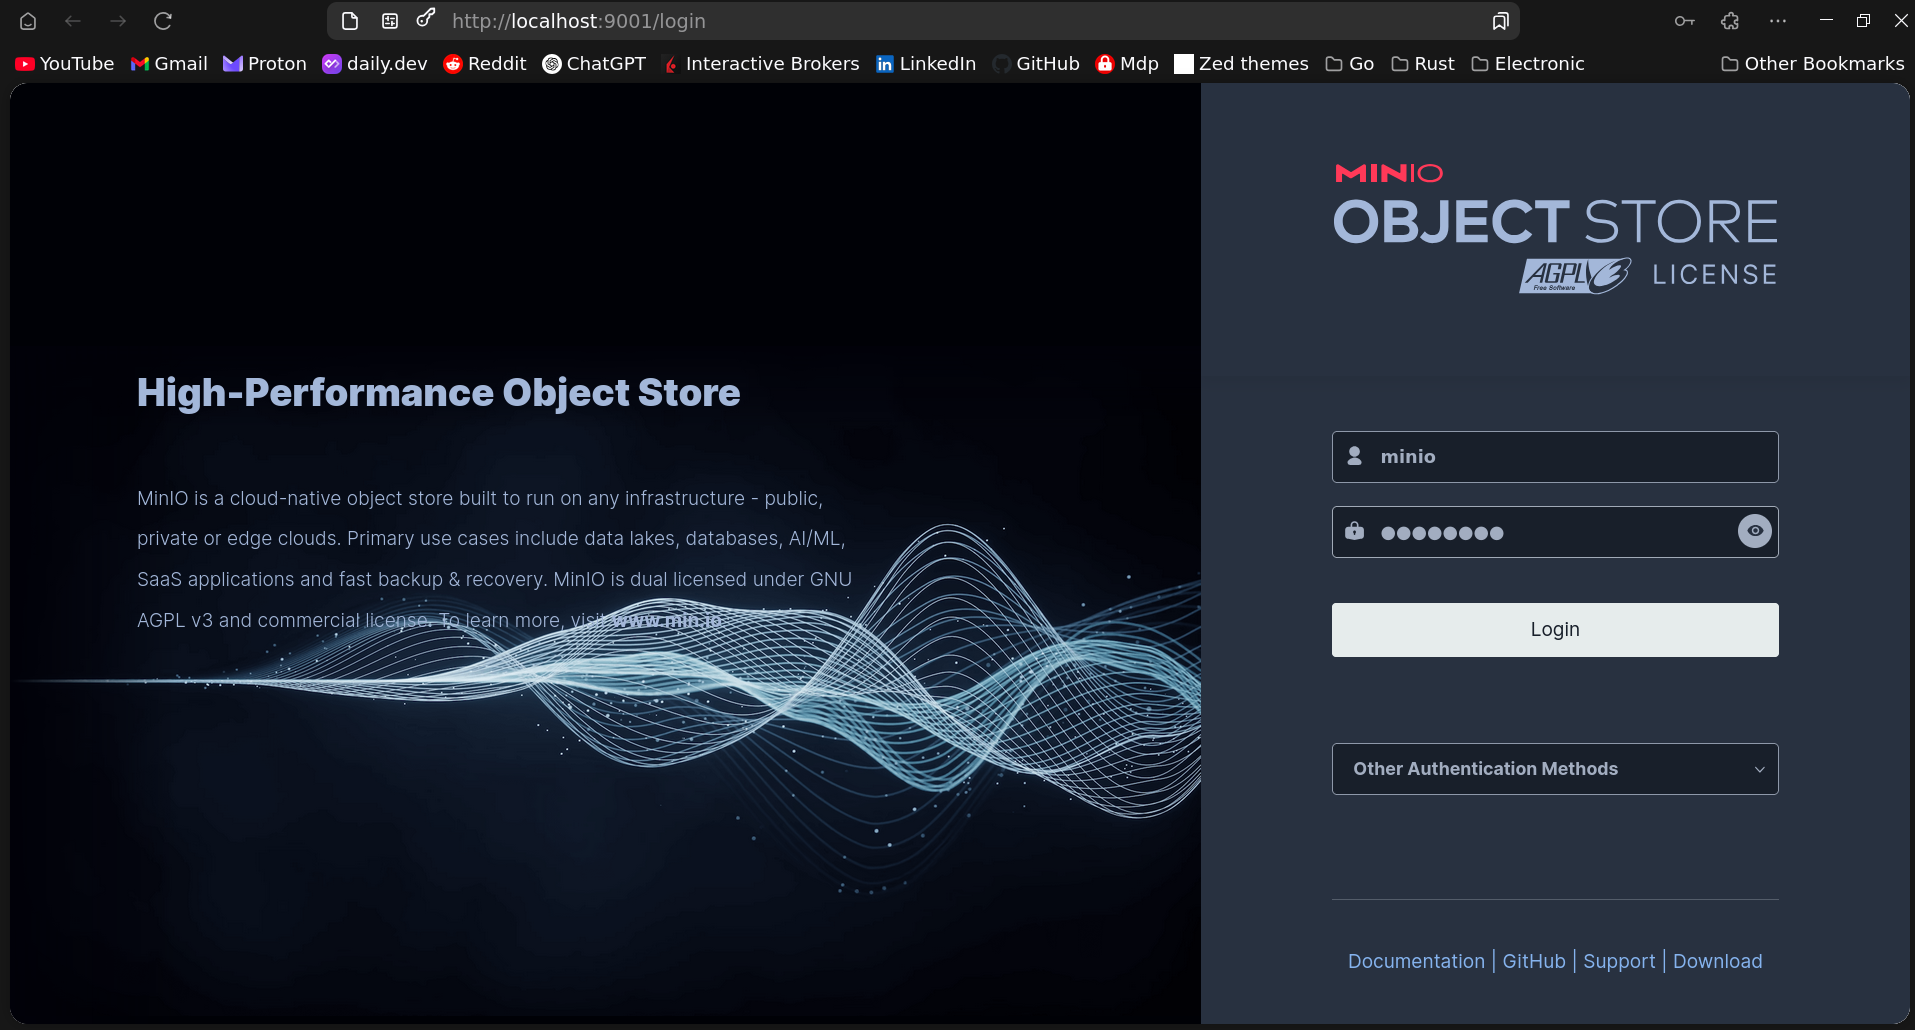 http://localhost:9001/login
YouTube Gmail Proton daily.dev Reddit ChatGPT Interactive Brokers LinkedIn GitHub Mdp Zed themes Go Rust Electronic Other Bookmarks
High-Performance Object Store
MinIO is a cloud-native object store built to run on any infrastructure - public,
private or edge clouds. Primary use cases include data lakes, databases, AI/ML,
SaaS applications and fast backup & recovery. MinIO is dual licensed under GNU
AGPL v3 and commercial license. To learn more, visit www.min.io.
MINIO
OBJECT STORE
AGPLv3 LICENSE
Free Software
minio
●●●●●●●●
Login
Other Authentication Methods
Documentation | GitHub | Support | Download